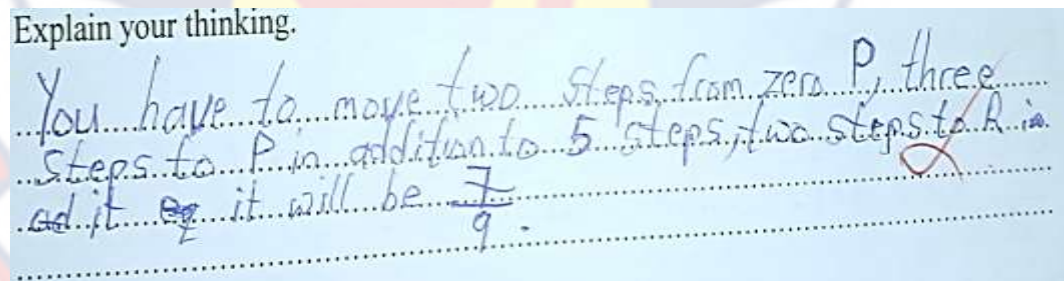 Explain your thinking.
You have to move two steps from zero P, three
steps to P in addition to 5 steps, two steps to R in
ad it eq it will be 7/9.